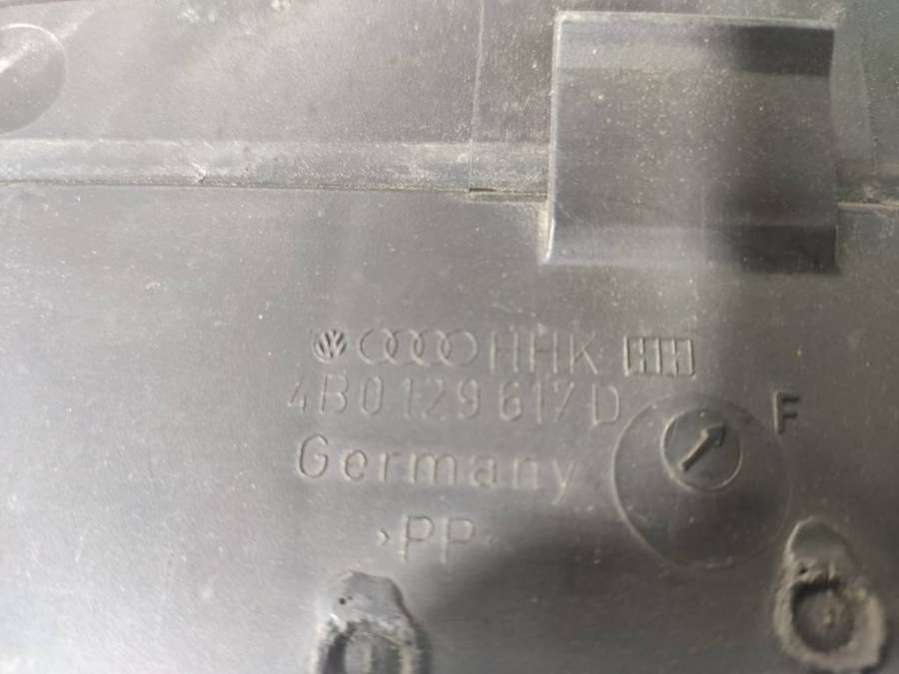 HHK
4B0 129 617 D
F
Germany
>PP<